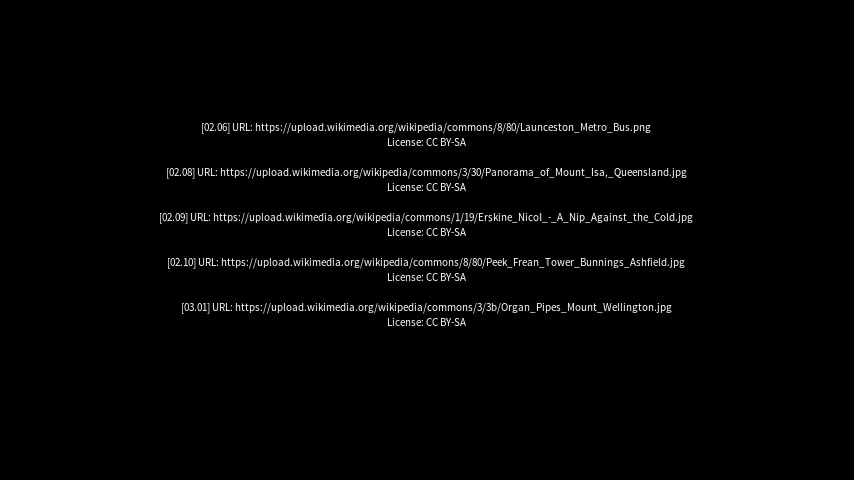 [02.06] URL: https://upload.wikimedia.org/wikipedia/commons/8/80/Launceston_Metro_Bus.png
License: CC BY-SA
[02.08] URL: https://upload.wikimedia.org/wikipedia/commons/3/30/Panorama_of_Mount_Isa,_Queensland.jpg
License: CC BY-SA
[02.09] URL: https://upload.wikimedia.org/wikipedia/commons/1/19/Erskine_Nicol_-_A_Nip_Against_the_Cold.jpg
License: CC BY-SA
[02.10] URL: https://upload.wikimedia.org/wikipedia/commons/8/80/Peek_Frean_Tower_Bunnings_Ashfield.jpg
License: CC BY-SA
[03.01] URL: https://upload.wikimedia.org/wikipedia/commons/3/3b/Organ_Pipes_Mount_Wellington.jpg
License: CC BY-SA